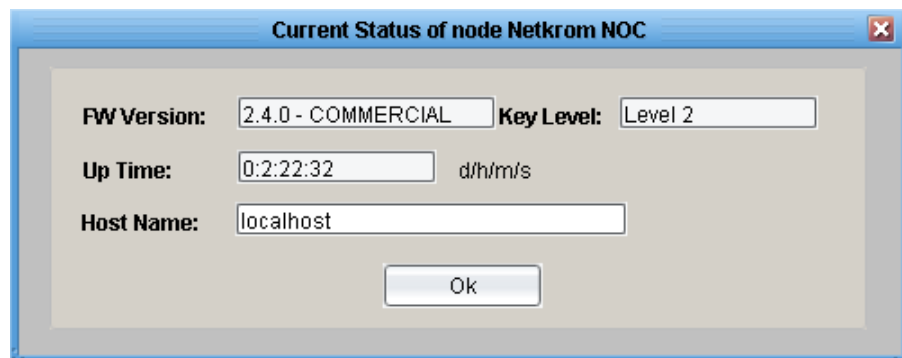 Current Status of node Netkrom NOC
FW Version: 2.4.0 - COMMERCIAL Key Level: Level 2
Up Time: 0:2:22:32 d/h/m/s
Host Name: localhost
Ok